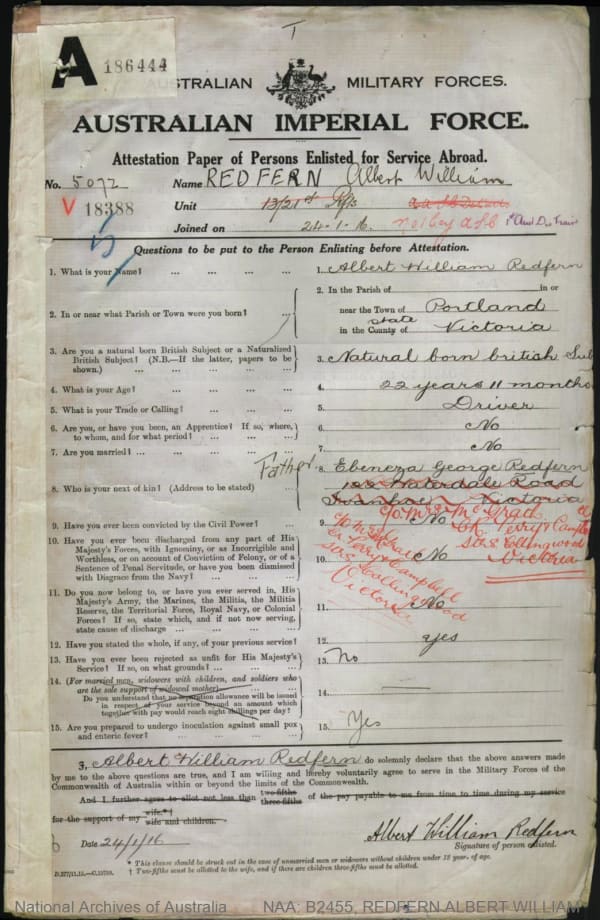 T
A 186444
AUSTRALIAN MILITARY FORCES.
AUSTRALIAN IMPERIAL FORCE.
Attestation Paper of Persons Enlisted for Service Abroad.
No. 5072 Name REDFERN Albert William
V 18388 Unit 13/21st Rfts
Joined on 24-1-16.
Questions to be put to the Person Enlisting before Attestation.
1. What is your Name? ... ... ... ... 1. Albert William Redfern
2. In or near what Parish or Town were you born? ... 2. In the Parish of in or
near the Town of Portland
in the County of state Victoria
3. Are you a natural born British Subject or a Naturalized
British Subject? (N.B.—If the latter, papers to be
shown.) ... ... ... ... 3. Natural born british Sub
4. What is your Age? ... ... ... ... 4. 22 years 11 months
5. What is your Trade or Calling? ... ... ... 5. Driver
6. Are you, or have you been, an Apprentice? If so, where,
to whom, and for what period? ... ... ... 6. No
7. Are you married? ... ... ... ... 7. No
8. Who is your next of kin? (Address to be stated) ... Father 8. Ebeneza George Redfern
122 Waterdale Road
Ivanhoe Victoria
9. Have you ever been convicted by the Civil Power? ... 9. No
c/o Mrs
Perry & Camp
Sts Collingwood
Victoria
10. Have you ever been discharged from any part of His
Majesty's Forces, with Ignominy, or as Incorrigible and
Worthless, or on account of Conviction of Felony, or of a
Sentence of Penal Servitude, or have you been dismissed
with Disgrace from the Navy? ... ... ... 10. No
c/o Mrs
Cr Perry & Campbell
Sts Collingwood
Victoria
11. Do you now belong to, or have you ever served in, His
Majesty's Army, the Marines, the Militia, the Militia
Reserve, the Territorial Force, Royal Navy, or Colonial
Forces? If so, state which, and if not now serving,
state cause of discharge ... ... ... ... 11. No
12. Have you stated the whole, if any, of your previous service? 12. yes
13. Have you ever been rejected as unfit for His Majesty's
Service? If so, on what grounds? ... ... ... 13. No
14. (For married men, widowers with children, and soldiers who
are the sole support of widowed mother)
Do you understand that no separation allowance will be issued
in respect of your service beyond an amount which
together with pay would reach eight shillings per day? 14.
15. Are you prepared to undergo inoculation against small pox
and enteric fever? ... ... ... ... 15. Yes
I, Albert William Redfern do solemnly declare that the above answers made
by me to the above questions are true, and I am willing and hereby voluntarily agree to serve in the Military Forces of the
Commonwealth of Australia within or beyond the limits of the Commonwealth.
And I further agree to allot not less than two-fifths three-fifths of the pay payable to me from time to time during my service
for the support of my wife.* † wife and children.
Date 24/1/16 Albert William Redfern
Signature of person enlisted.
* This clause should be struck out in the case of unmarried men or widowers without children under 18 year. of age.
† Two-fifths must be allotted to the wife, and if there are children three-fifths must be allotted.
National Archives of Australia NAA: B2455, REDFERN ALBERT WILLIAM